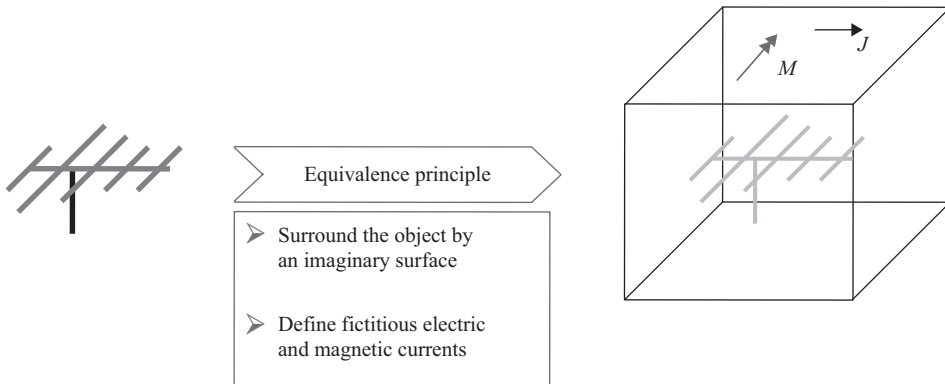 M
J
Equivalence principle
Surround the object by
an imaginary surface
Define fictitious electric
and magnetic currents